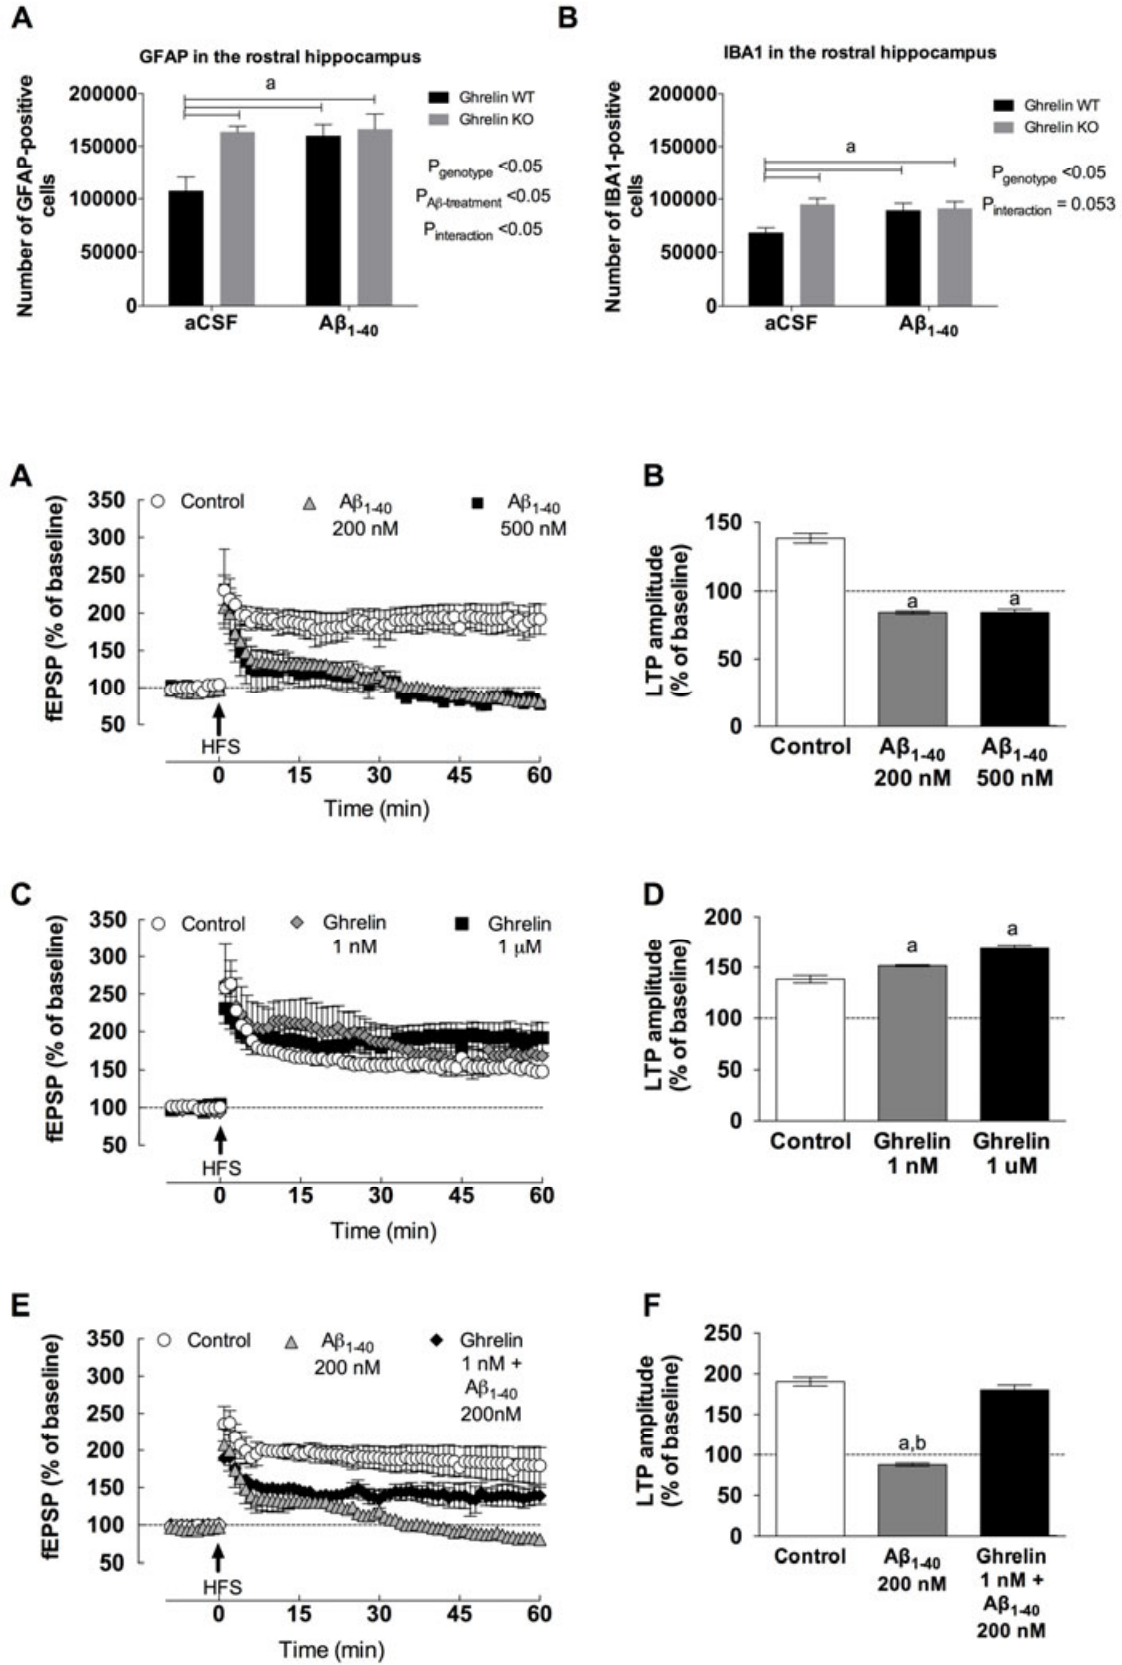 A
GFAP in the rostral hippocampus
Number of GFAP-positive
cells
200000
150000
100000
50000
0
a
Ghrelin WT
Ghrelin KO
Pgenotype <0.05
PAβ-treatment <0.05
Pinteraction <0.05
aCSF
Aβ1-40
B
IBA1 in the rostral hippocampus
Number of IBA1-positive
cells
200000
150000
100000
50000
0
a
Ghrelin WT
Ghrelin KO
Pgenotype <0.05
Pinteraction = 0.053
aCSF
Aβ1-40
A
fEPSP (% of baseline)
350
300
250
200
150
100
50
Control
Aβ1-40
200 nM
Aβ1-40
500 nM
HFS
0 15 30 45 60
Time (min)
B
LTP amplitude
(% of baseline)
150
100
50
0
a
a
Control
Aβ1-40
200 nM
Aβ1-40
500 nM
C
fEPSP (% of baseline)
350
300
250
200
150
100
50
Control
Ghrelin
1 nM
Ghrelin
1 μM
HFS
0 15 30 45 60
Time (min)
D
LTP amplitude
(% of baseline)
200
150
100
50
0
a
a
Control
Ghrelin
1 nM
Ghrelin
1 uM
E
fEPSP (% of baseline)
350
300
250
200
150
100
50
Control
Aβ1-40
200 nM
Ghrelin
1 nM +
Aβ1-40
200nM
HFS
0 15 30 45 60
Time (min)
F
LTP amplitude
(% of baseline)
250
200
150
100
50
0
a,b
Control
Aβ1-40
200 nM
Ghrelin
1 nM +
Aβ1-40
200 nM